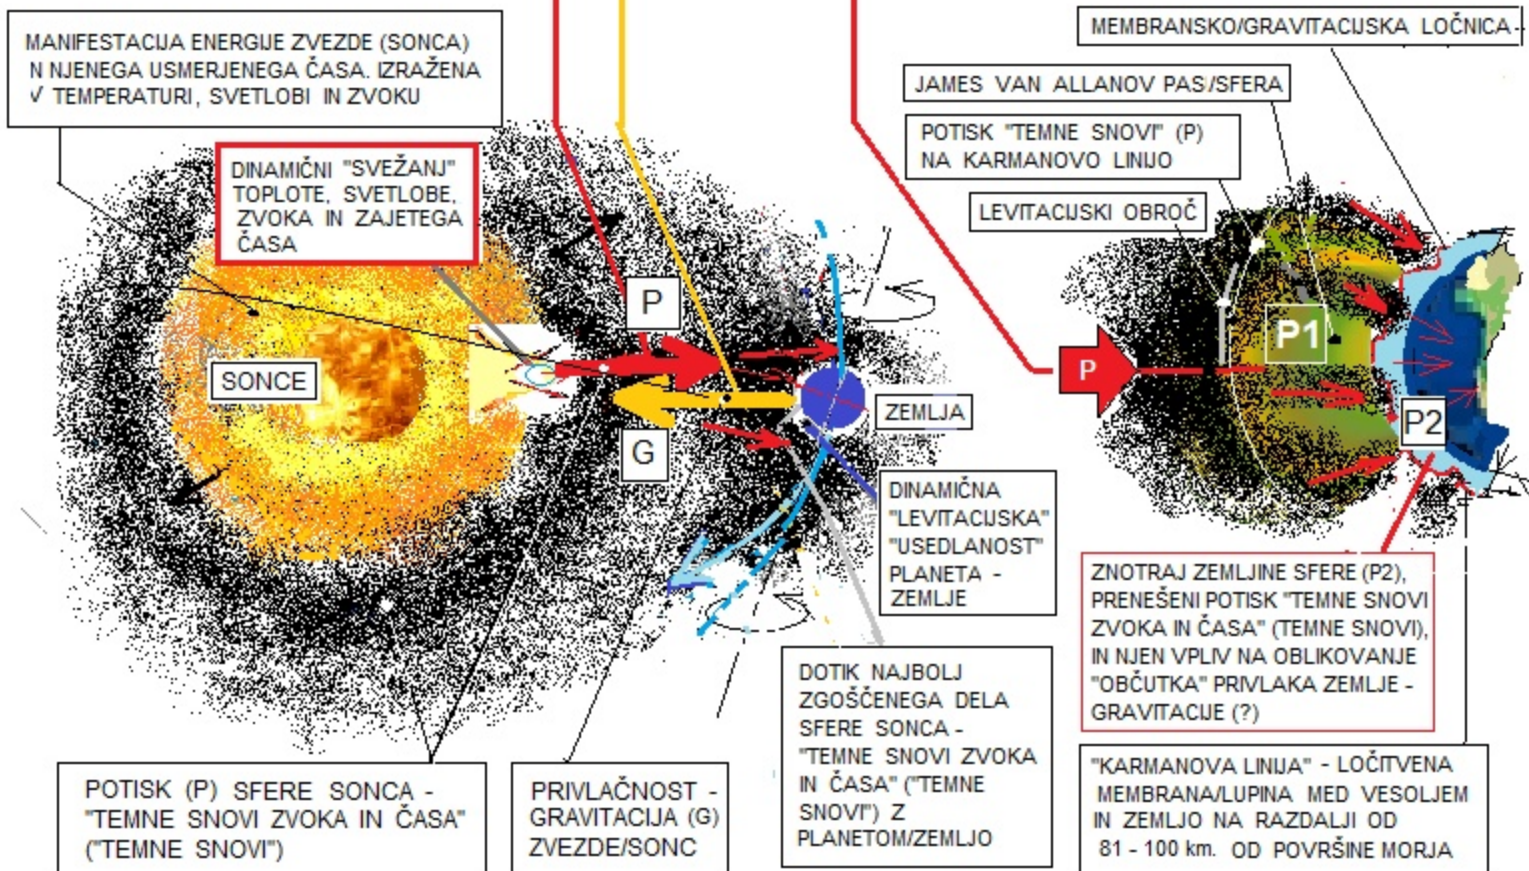 MEMBRANSKO/GRAVITACIJSKA LOČNICA
MANIFESTACIJA ENERGIJE ZVEZDE (SONCA)
N NJENEGA USMERJENEGA ČASA. IZRAŽENA
V TEMPERATURI, SVETLOBI IN ZVOKU
JAMES VAN ALLANOV PAS/SFERA
POTISK "TEMNE SNOVI" (P)
NA KARMANOVO LINIJO
DINAMIČNI "SVEŽANJ"
TOPLOTE, SVETLOBE,
ZVOKA IN ZAJETEGA
ČASA
LEVITACIJSKI OBROČ
P
P1
SONCE
P
ZEMLJA
P2
G
DINAMIČNA
"LEVITACIJSKA"
"USEDLANOST"
PLANETA -
ZEMLJE
ZNOTRAJ ZEMLJINE SFERE (P2),
PRENEŠENI POTISK "TEMNE SNOVI
ZVOKA IN ČASA" (TEMNE SNOVI),
IN NJEN VPLIV NA OBLIKOVANJE
"OBČUTKA" PRIVLAKA ZEMLJE -
GRAVITACIJE (?)
DOTIK NAJBOLJ
ZGOŠČENEGA DELA
SFERE SONCA -
"TEMNE SNOVI ZVOKA
IN ČASA" ("TEMNE
SNOVI") Z
PLANETOM/ZEMLJO
POTISK (P) SFERE SONCA -
"TEMNE SNOVI ZVOKA IN ČASA"
("TEMNE SNOVI")
PRIVLAČNOST -
GRAVITACIJA (G)
ZVEZDE/SONC
"KARMANOVA LINIJA" - LOČITVENA
MEMBRANA/LUPINA MED VESOLJEM
IN ZEMLJO NA RAZDALJI OD
81 - 100 km. OD POVRŠINE MORJA